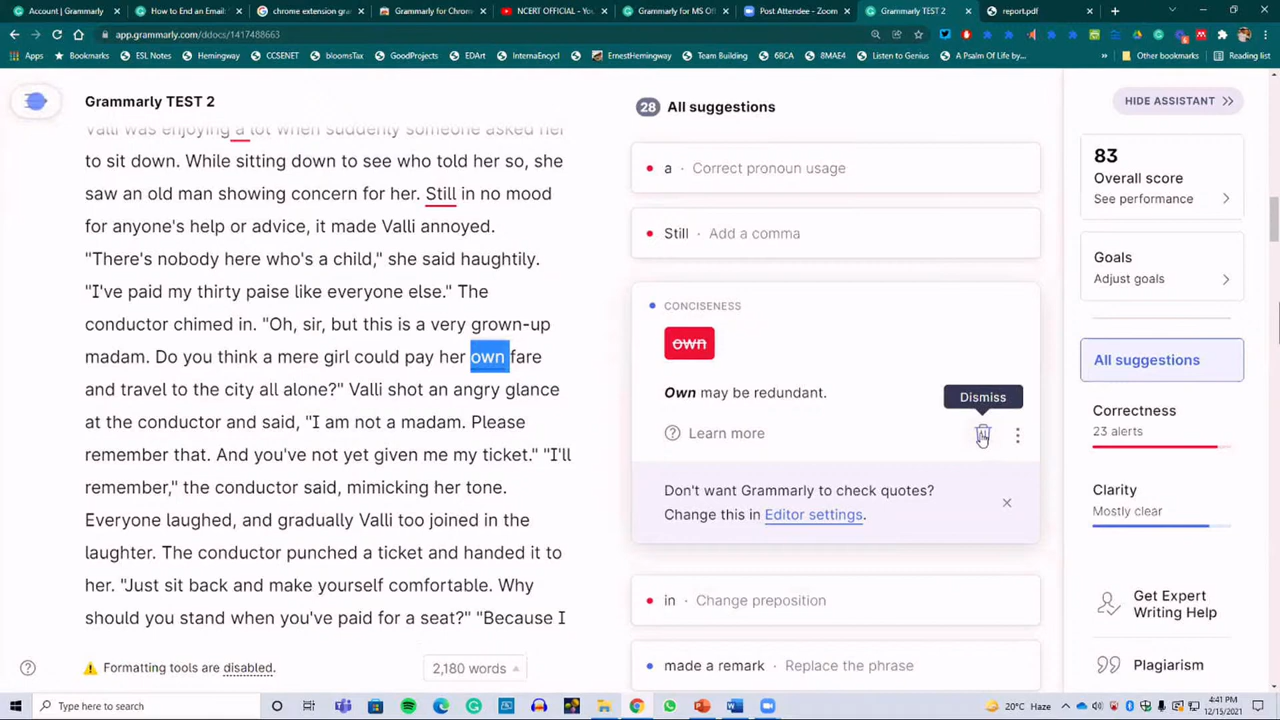 Account | Grammarly
How to End an Email:
chrome extension gra
Grammarly for Chrom
NCERT OFFICIAL - You
Grammarly for MS Of
Post Attendee - Zoom
Grammarly TEST 2
report.pdf
app.grammarly.com/ddocs/1417488663
Apps
Bookmarks
ESL Notes
Hemingway
CCSENET
bloomsTax
GoodProjects
EDArt
InternaEncycl
ErnestHemingway
Team Building
6BCA
8MAE4
Listen to Genius
A Psalm Of Life by...
Other bookmarks
Reading list
Grammarly TEST 2
Valli was enjoying a lot when suddenly someone asked her
to sit down. While sitting down to see who told her so, she
saw an old man showing concern for her. Still in no mood
for anyone's help or advice, it made Valli annoyed.
"There's nobody here who's a child," she said haughtily.
"I've paid my thirty paise like everyone else." The
conductor chimed in. "Oh, sir, but this is a very grown-up
madam. Do you think a mere girl could pay her own fare
and travel to the city all alone?" Valli shot an angry glance
at the conductor and said, "I am not a madam. Please
remember that. And you've not yet given me my ticket." "I'll
remember," the conductor said, mimicking her tone.
Everyone laughed, and gradually Valli too joined in the
laughter. The conductor punched a ticket and handed it to
her. "Just sit back and make yourself comfortable. Why
should you stand when you've paid for a seat?" "Because I
Formatting tools are disabled.
2,180 words
28 All suggestions
a · Correct pronoun usage
Still · Add a comma
CONCISENESS
own
Own may be redundant.
Dismiss
Learn more
Don't want Grammarly to check quotes?
Change this in Editor settings.
in · Change preposition
made a remark · Replace the phrase
HIDE ASSISTANT
83
Overall score
See performance
Goals
Adjust goals
All suggestions
Correctness
23 alerts
Clarity
Mostly clear
Get Expert
Writing Help
Plagiarism
Type here to search
20°C Haze
ENG
4:41 PM
12/15/2021